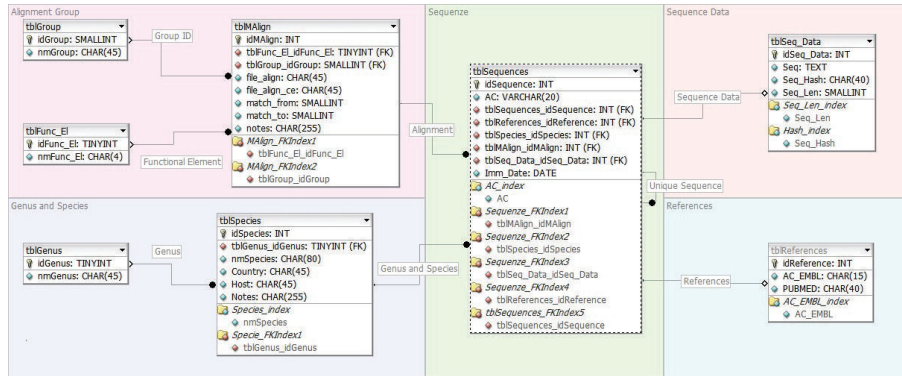 Alignment Group
tblGroup
idGroup: SMALLINT
nmGroup: CHAR(45)
Group ID
tblFunc_El
idFunc_El: TINYINT
nmFunc_El: CHAR(4)
Functional Element
tblMAlign
idMAlign: INT
tblFunc_El_idFunc_El: TINYINT (FK)
tblGroup_idGroup: SMALLINT (FK)
file_align: CHAR(45)
file_align_ce: CHAR(45)
match_from: SMALLINT
match_to: SMALLINT
notes: CHAR(255)
MAlign_FKIndex1
tblFunc_El_idFunc_El
MAlign_FKIndex2
tblGroup_idGroup
Alignment
Genus and Species
tblGenus
idGenus: TINYINT
nmGenus: CHAR(45)
Genus
tblSpecies
idSpecies: INT
tblGenus_idGenus: TINYINT (FK)
nmSpecies: CHAR(80)
Country: CHAR(45)
Host: CHAR(45)
Notes: CHAR(255)
Species_index
nmSpecies
Specie_FKIndex1
tblGenus_idGenus
Genus and Species
Sequenze
tblSequences
idSequence: INT
AC: VARCHAR(20)
tblSequences_idSequence: INT (FK)
tblReferences_idReference: INT (FK)
tblSpecies_idSpecies: INT (FK)
tblMAlign_idMAlign: INT (FK)
tblSeq_Data_idSeq_Data: INT (FK)
Imm_Date: DATE
AC_index
AC
Sequenze_FKIndex1
tblMAlign_idMAlign
Sequenze_FKIndex2
tblSpecies_idSpecies
Sequenze_FKIndex3
tblSeq_Data_idSeq_Data
Sequenze_FKIndex4
tblReferences_idReference
tblSequences_FKIndex5
tblSequences_idSequence
Unique Sequence
Sequence Data
Sequence Data
tblSeq_Data
idSeq_Data: INT
Seq: TEXT
Seq_Hash: CHAR(40)
Seq_Len: SMALLINT
Seq_Len_index
Seq_Len
Hash_index
Seq_Hash
References
References
tblReferences
idReference: INT
AC_EMBL: CHAR(15)
PUBMED: CHAR(40)
AC_EMBL_index
AC_EMBL